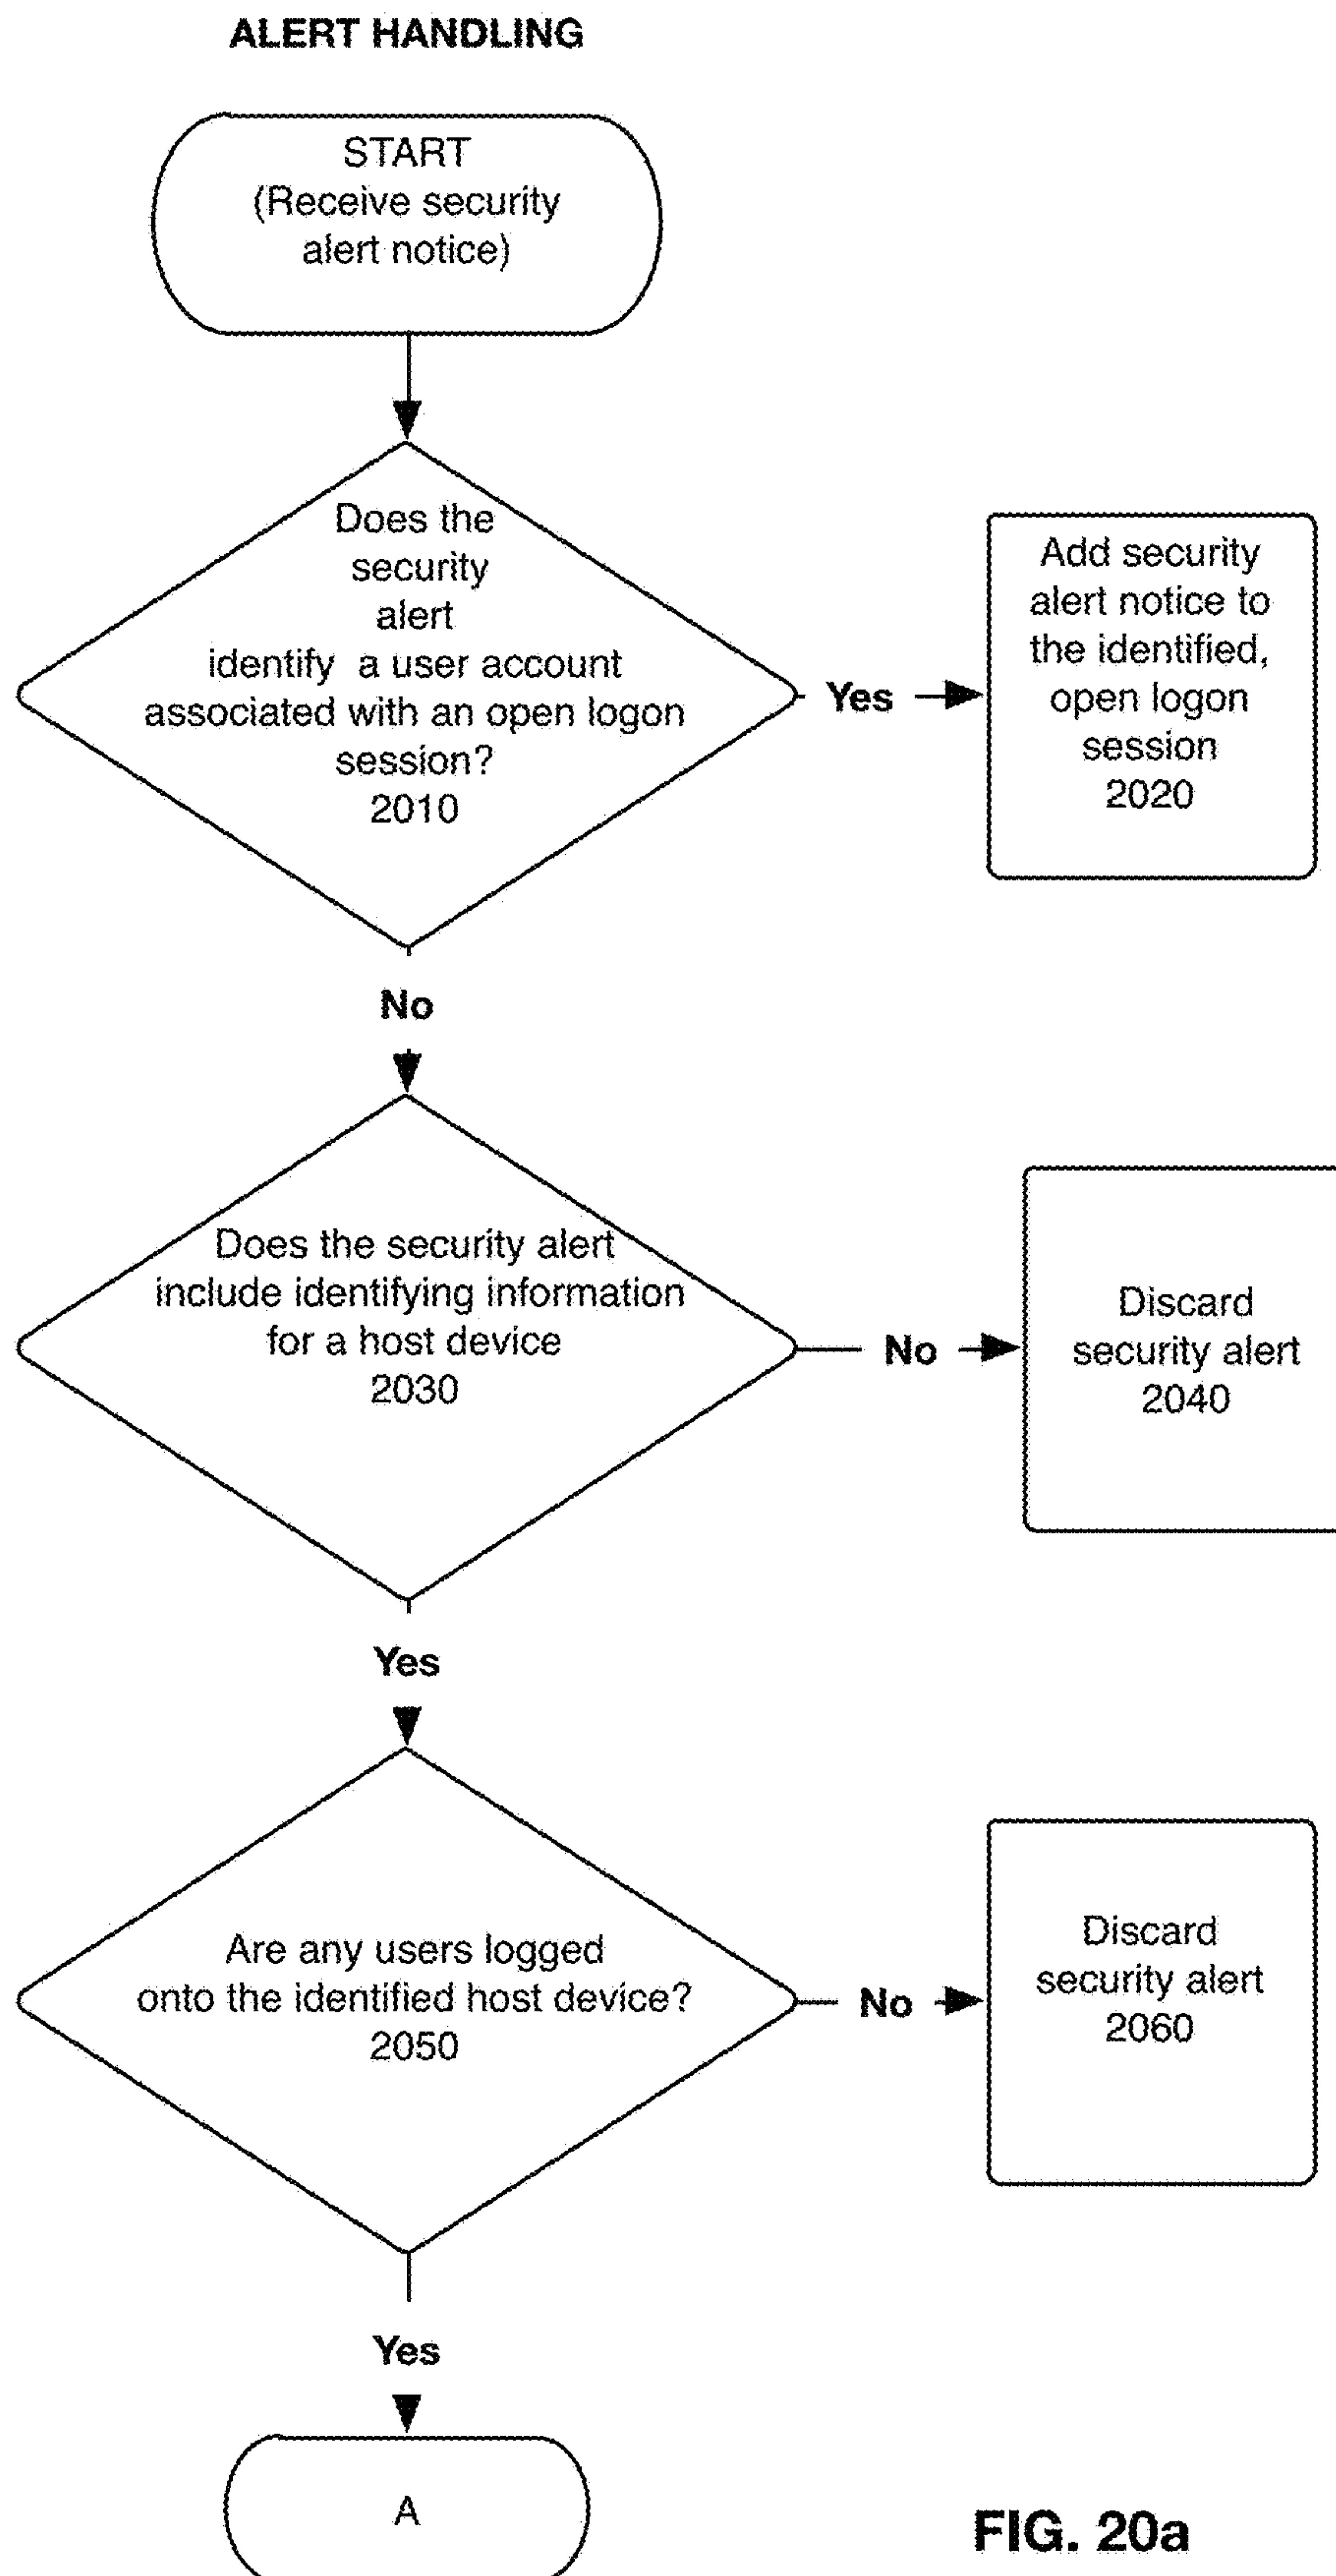 ALERT HANDLING
START
(Receive security
alert notice)
Does the
security
alert
identify a user account
associated with an open logon
session?
2010
Yes
Add security
alert notice to
the identified,
open logon
session
2020
No
Does the security alert
include identifying information
for a host device
2030
No
Discard
security alert
2040
Yes
Are any users logged
onto the identified host device?
2050
No
Discard
security alert
2060
Yes
A
FIG. 20a